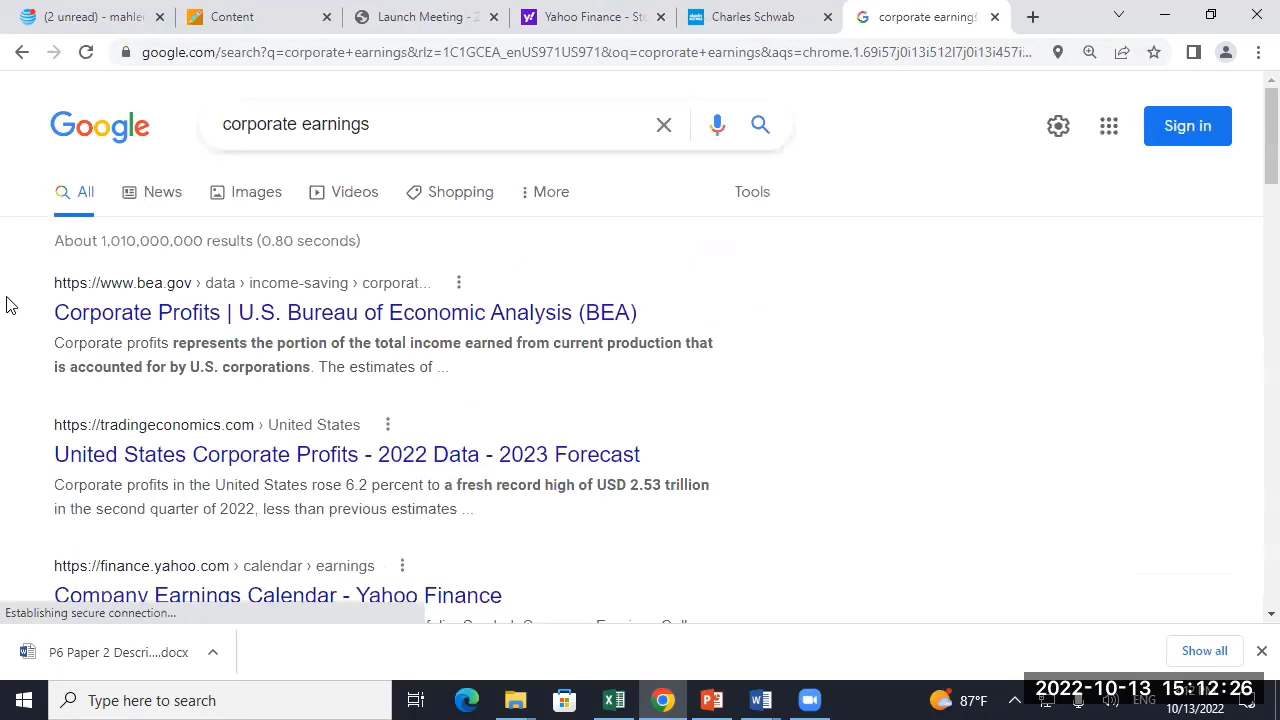 (2 unread) - mahler
Content
Launch Meeting - Z
Yahoo Finance - St
Charles Schwab
corporate earning
google.com/search?q=corporate+earnings&rlz=1C1GCEA_enUS971US971&oq=coprorate+earnings&aqs=chrome.1.69i57j0i13i512l7j0i13i457i...
Google
corporate earnings
Sign in
All
News
Images
Videos
Shopping
More
Tools
About 1,010,000,000 results (0.80 seconds)
https://www.bea.gov › data › income-saving › corporat...
Corporate Profits | U.S. Bureau of Economic Analysis (BEA)
Corporate profits represents the portion of the total income earned from current production that
is accounted for by U.S. corporations. The estimates of ...
https://tradingeconomics.com › United States
United States Corporate Profits - 2022 Data - 2023 Forecast
Corporate profits in the United States rose 6.2 percent to a fresh record high of USD 2.53 trillion
in the second quarter of 2022, less than previous estimates ...
https://finance.yahoo.com › calendar › earnings
Company Earnings Calendar - Yahoo Finance
Establishing secure connection...
P6 Paper 2 Descri....docx
Show all
Type here to search
87°F
ENG
2022-10-13 15:12:26
10/13/2022